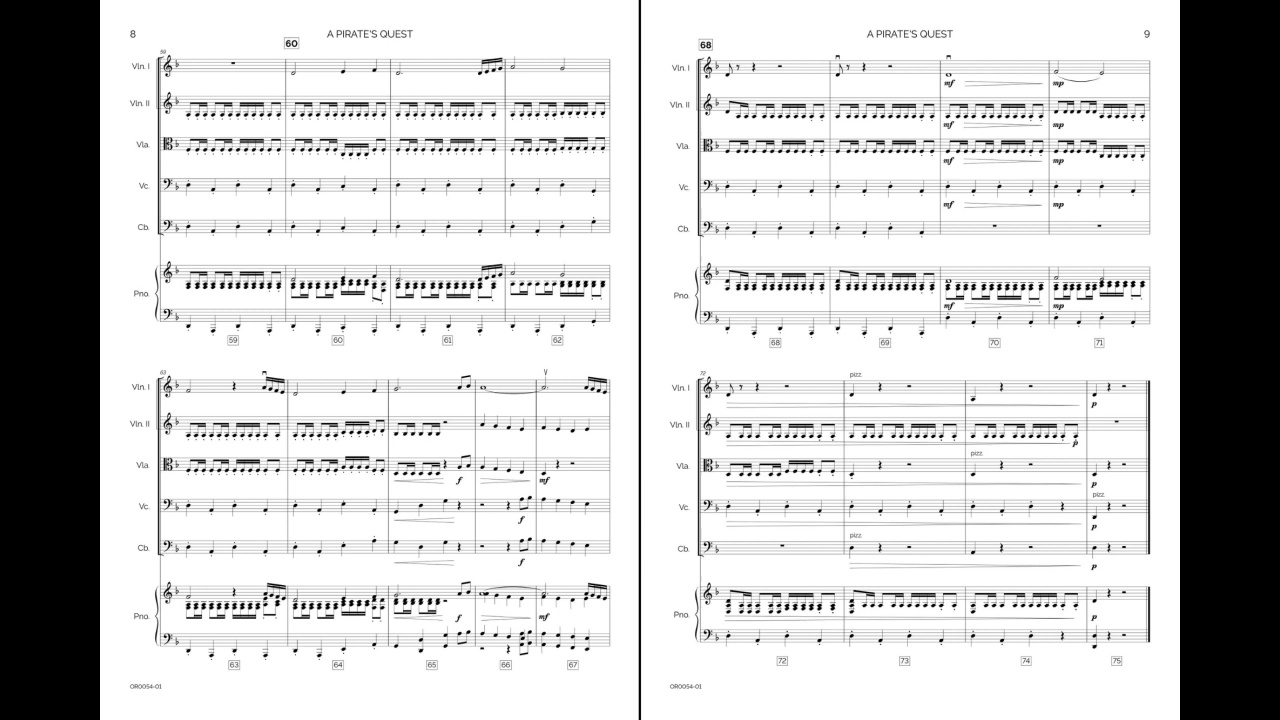 8 A PIRATE'S QUEST
60
59
Vln. I
Vln. II
Vla.
Vc.
Cb.
Pno.
59 60 61 62
63
Vln. I
Vln. II
Vla.
f mf
Vc.
f
Cb.
f
Pno.
f mf
63 64 65 66 67
OR0054-01
A PIRATE'S QUEST 9
68
Vln. I
mf mp
Vln. II
mf mp
Vla.
mf mp
Vc.
mf mp
Cb.
Pno.
mf mp
68 69 70 71
72
pizz.
Vln. I
p
Vln. II
p
pizz.
Vla.
p
pizz.
Vc.
p
pizz.
Cb.
p
Pno.
p
72 73 74 75
OR0054-01